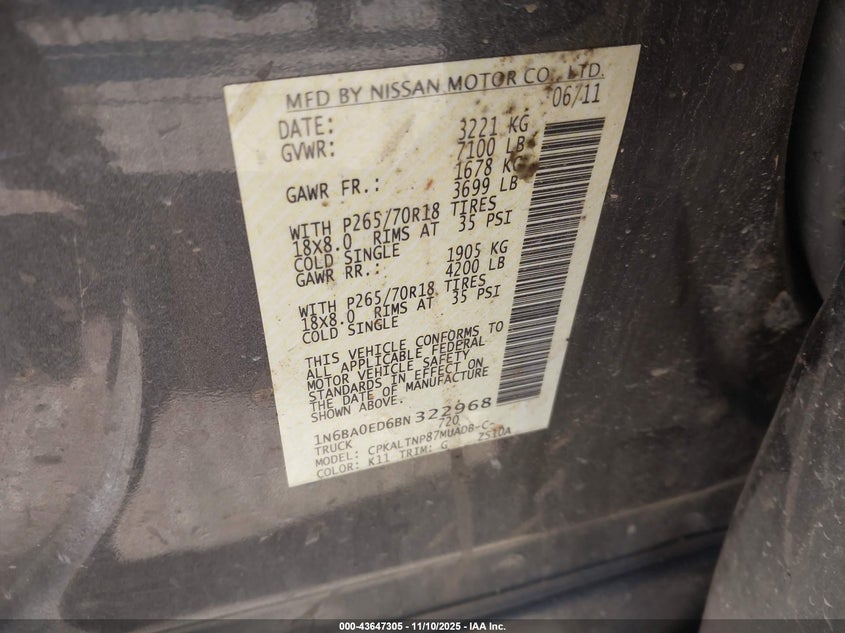 MFD BY NISSAN MOTOR CO., LTD.
DATE: 06/11
GVWR: 3221 KG
7100 LB
GAWR FR.: 1678 KG
3699 LB
WITH P265/70R18 TIRES
18X8.0 RIMS AT 35 PSI
COLD SINGLE
GAWR RR.: 1905 KG
4200 LB
WITH P265/70R18 TIRES
18X8.0 RIMS AT 35 PSI
COLD SINGLE
THIS VEHICLE CONFORMS TO
ALL APPLICABLE FEDERAL
MOTOR VEHICLE SAFETY
STANDARDS IN EFFECT ON
THE DATE OF MANUFACTURE
SHOWN ABOVE.
1N6BA0ED6BN322968
TRUCK /20
MODEL: CPKALTNP87MUADB-C-
COLOR: K11 TRIM: G ZS10A
000-43647305 — 11/10/2025 — IAA Inc.